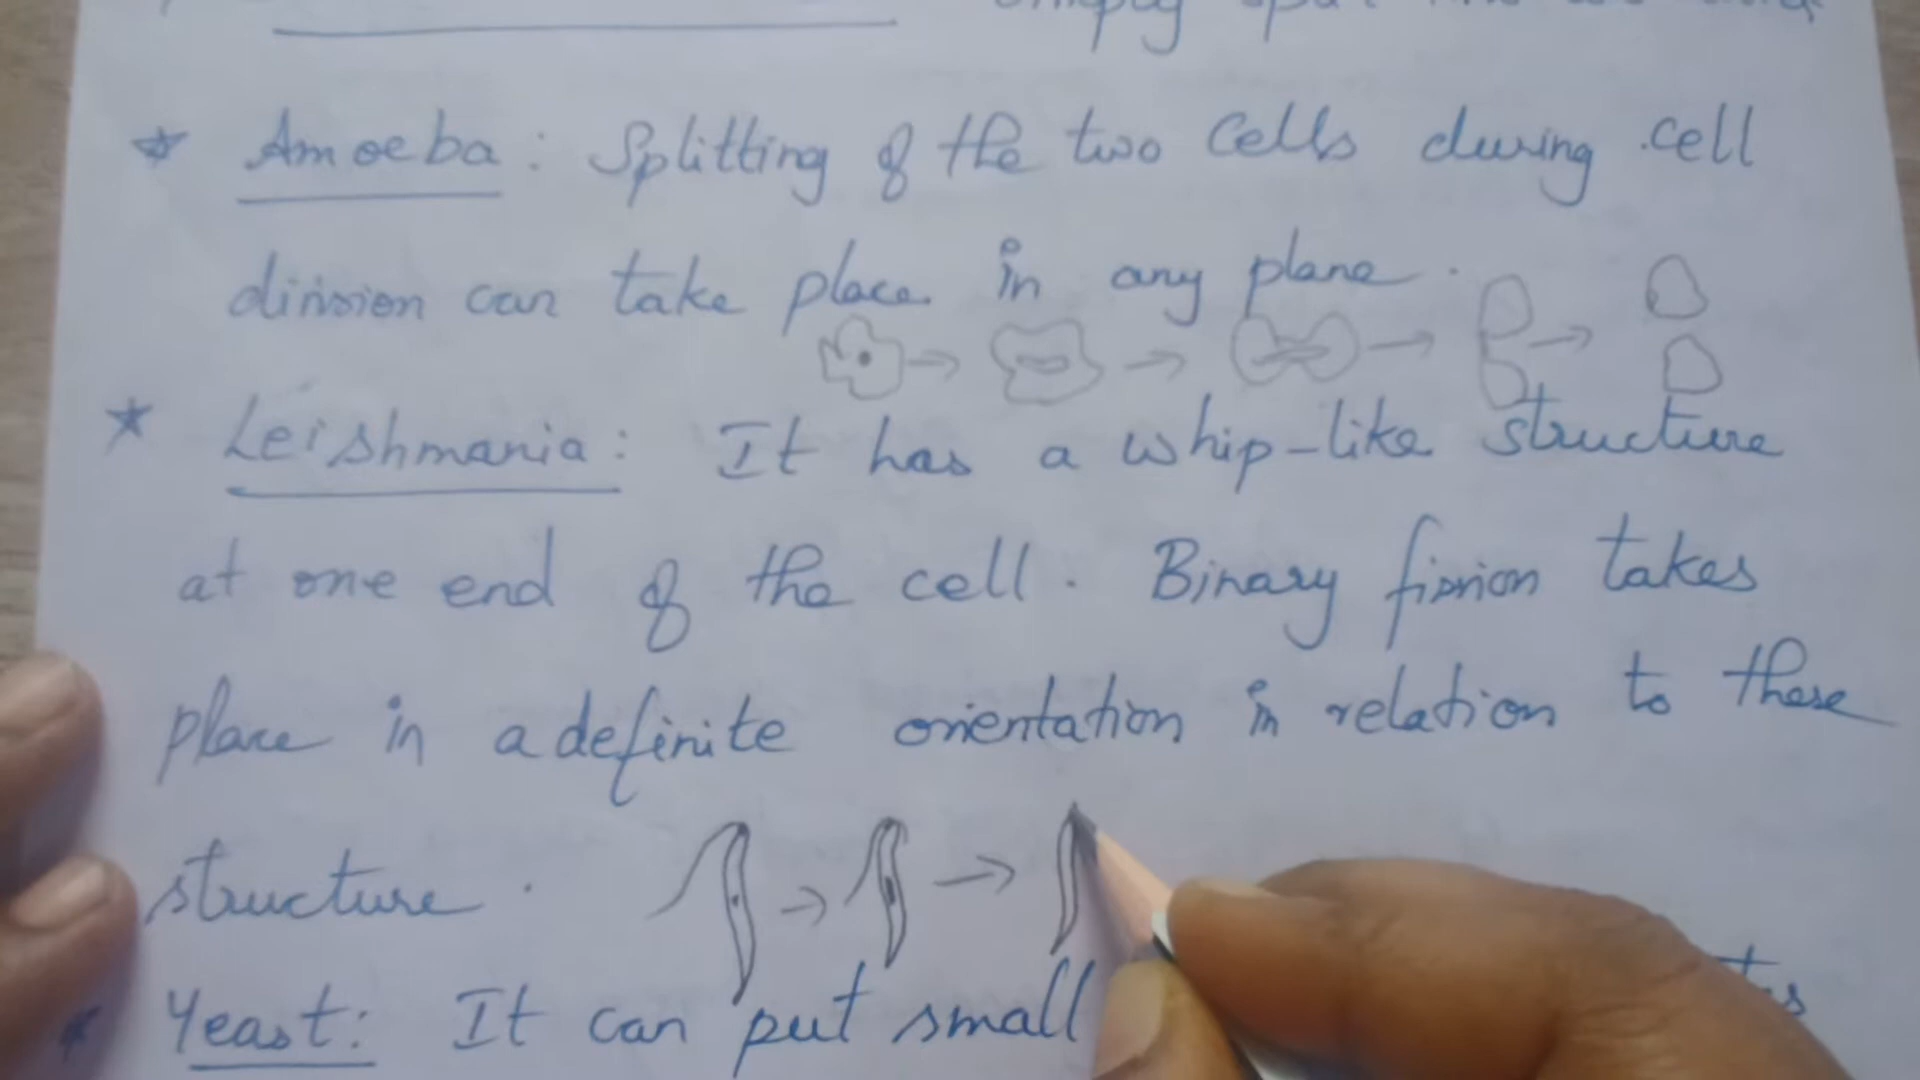 * Amoeba: Splitting of the two cells during cell
division can take place in any plane.
* Leishmania: It has a whip-like structure
at one end of the cell. Binary fission takes
place in a definite orientation in relation to these
structure.
* Yeast: It can put small